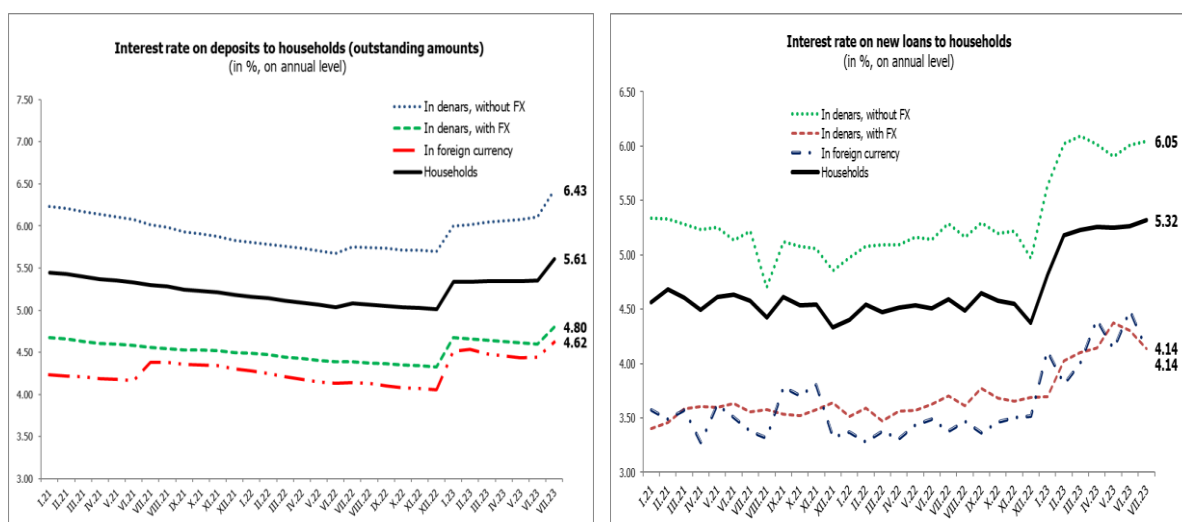 Interest rate on deposits to households (outstanding amounts)
(in %, on annual level)
7.50
7.00
6.50
6.00
5.50
5.00
4.50
4.00
3.50
3.00
In denars, without FX
In denars, with FX
In foreign currency
Households
6.43
5.61
4.80
4.62
I.21
II.21
III.21
IV.21
V.21
VI.21
VII.21
VIII.21
IX.21
X.21
XI.21
XII.21
I.22
II.22
III.22
IV.22
V.22
VI.22
VII.22
VIII.22
IX.22
X.22
XI.22
XII.22
I.23
II.23
III.23
IV.23
V.23
VI.23
VII.23
Interest rate on new loans to households
(in %, on annual level)
6.50
6.00
5.50
5.00
4.50
4.00
3.50
3.00
In denars, without FX
In denars, with FX
In foreign currency
Households
6.05
5.32
4.14
4.14
I.21
II.21
III.21
IV.21
V.21
VI.21
VII.21
VIII.21
IX.21
X.21
XI.21
XII.21
I.22
II.22
III.22
IV.22
V.22
VI.22
VII.22
VIII.22
IX.22
X.22
XI.22
XII.22
I.23
II.23
III.23
IV.23
V.23
VI.23
VII.23